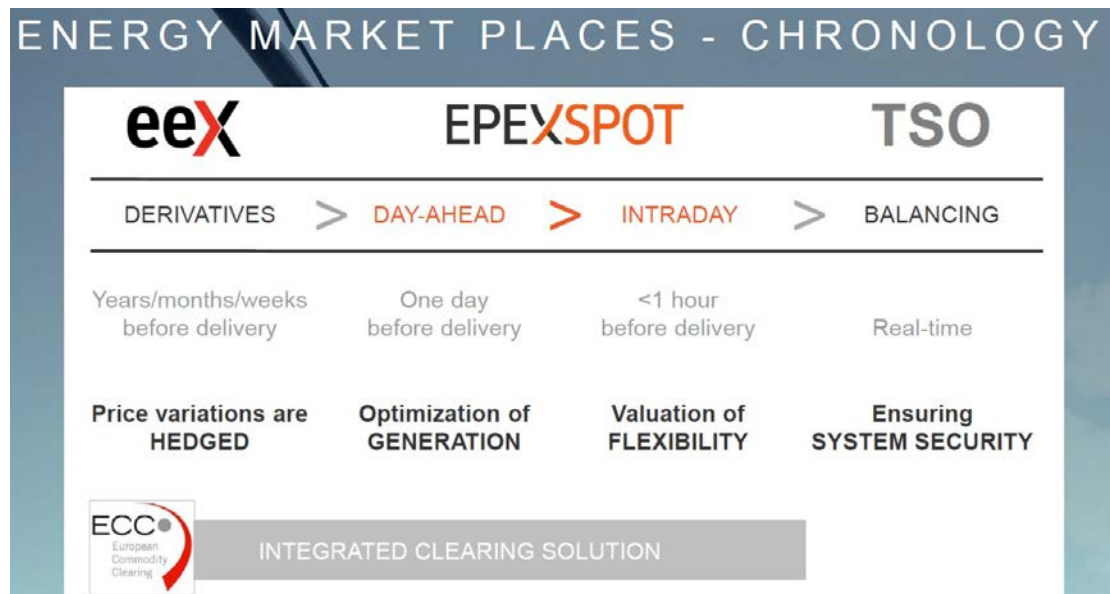 ENERGY MARKET PLACES - CHRONOLOGY
eex EPEXSPOT TSO
DERIVATIVES > DAY-AHEAD > INTRADAY > BALANCING
Years/months/weeks
before delivery
One day
before delivery
<1 hour
before delivery
Real-time
Price variations are
HEDGED
Optimization of
GENERATION
Valuation of
FLEXIBILITY
Ensuring
SYSTEM SECURITY
ECC
European
Commodity
Clearing
INTEGRATED CLEARING SOLUTION